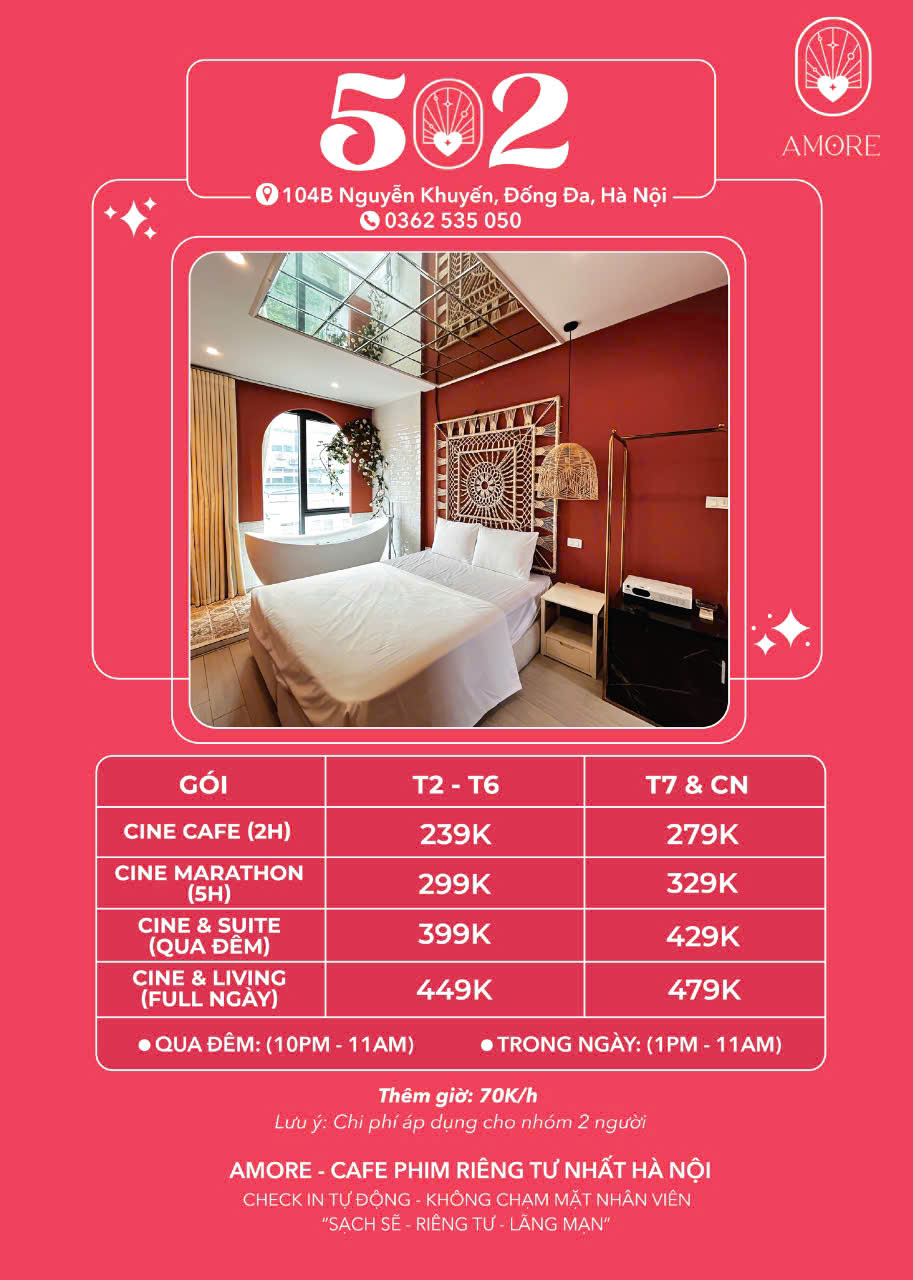 502
AMORE
104B Nguyễn Khuyến, Đống Đa, Hà Nội
0362 535 050
GÓI T2 - T6 T7 & CN
CINE CAFE (2H) 239K 279K
CINE MARATHON
(5H) 299K 329K
CINE & SUITE
(QUA ĐÊM) 399K 429K
CINE & LIVING
(FULL NGÀY) 449K 479K
● QUA ĐÊM: (10PM - 11AM) ● TRONG NGÀY: (1PM - 11AM)
Thêm giờ: 70K/h
Lưu ý: Chi phí áp dụng cho nhóm 2 người
AMORE - CAFE PHIM RIÊNG TƯ NHẤT HÀ NỘI
CHECK IN TỰ ĐỘNG - KHÔNG CHẠM MẶT NHÂN VIÊN
“SẠCH SẼ - RIÊNG TƯ - LÃNG MẠN”